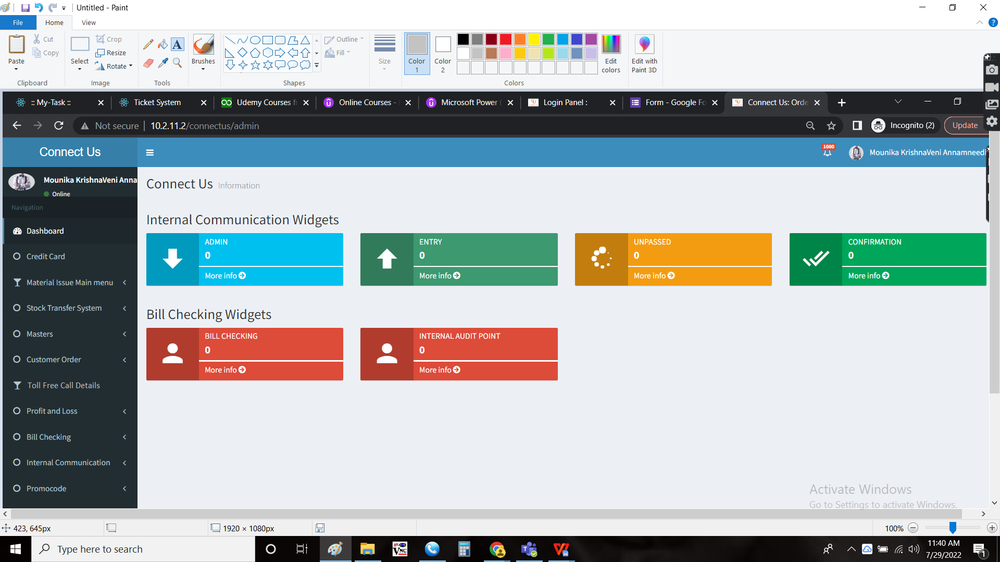 Untitled - Paint
File Home View
Paste
Cut
Copy
Clipboard
Select
Crop
Resize
Rotate
Image
A
Tools
Brushes
Shapes
Outline
Fill
Size
Color 1
Color 2
Colors
Edit colors
Edit with Paint 3D
:: My-Task ::
Ticket System
Udemy Courses f
Online Courses -
Microsoft Power
Login Panel :
Form - Google Fo
Connect Us: Orde
Not secure
10.2.11.2/connectus/admin
Incognito (2)
Update
Connect Us
1000
Mounika KrishnaVeni Annamneedi
Mounika KrishnaVeni Anna
Online
Navigation
Dashboard
Credit Card
Material Issue Main menu
Stock Transfer System
Masters
Customer Order
Toll Free Call Details
Profit and Loss
Bill Checking
Internal Communication
Promocode
Connect Us Information
Internal Communication Widgets
ADMIN
0
More info
ENTRY
0
More info
UNPASSED
0
More info
CONFIRMATION
0
More info
Bill Checking Widgets
BILL CHECKING
0
More info
INTERNAL AUDIT POINT
0
More info
Activate Windows
Go to Settings to activate Windows.
423, 645px
1920 × 1080px
100%
Type here to search
VNC
11:40 AM
7/29/2022
1